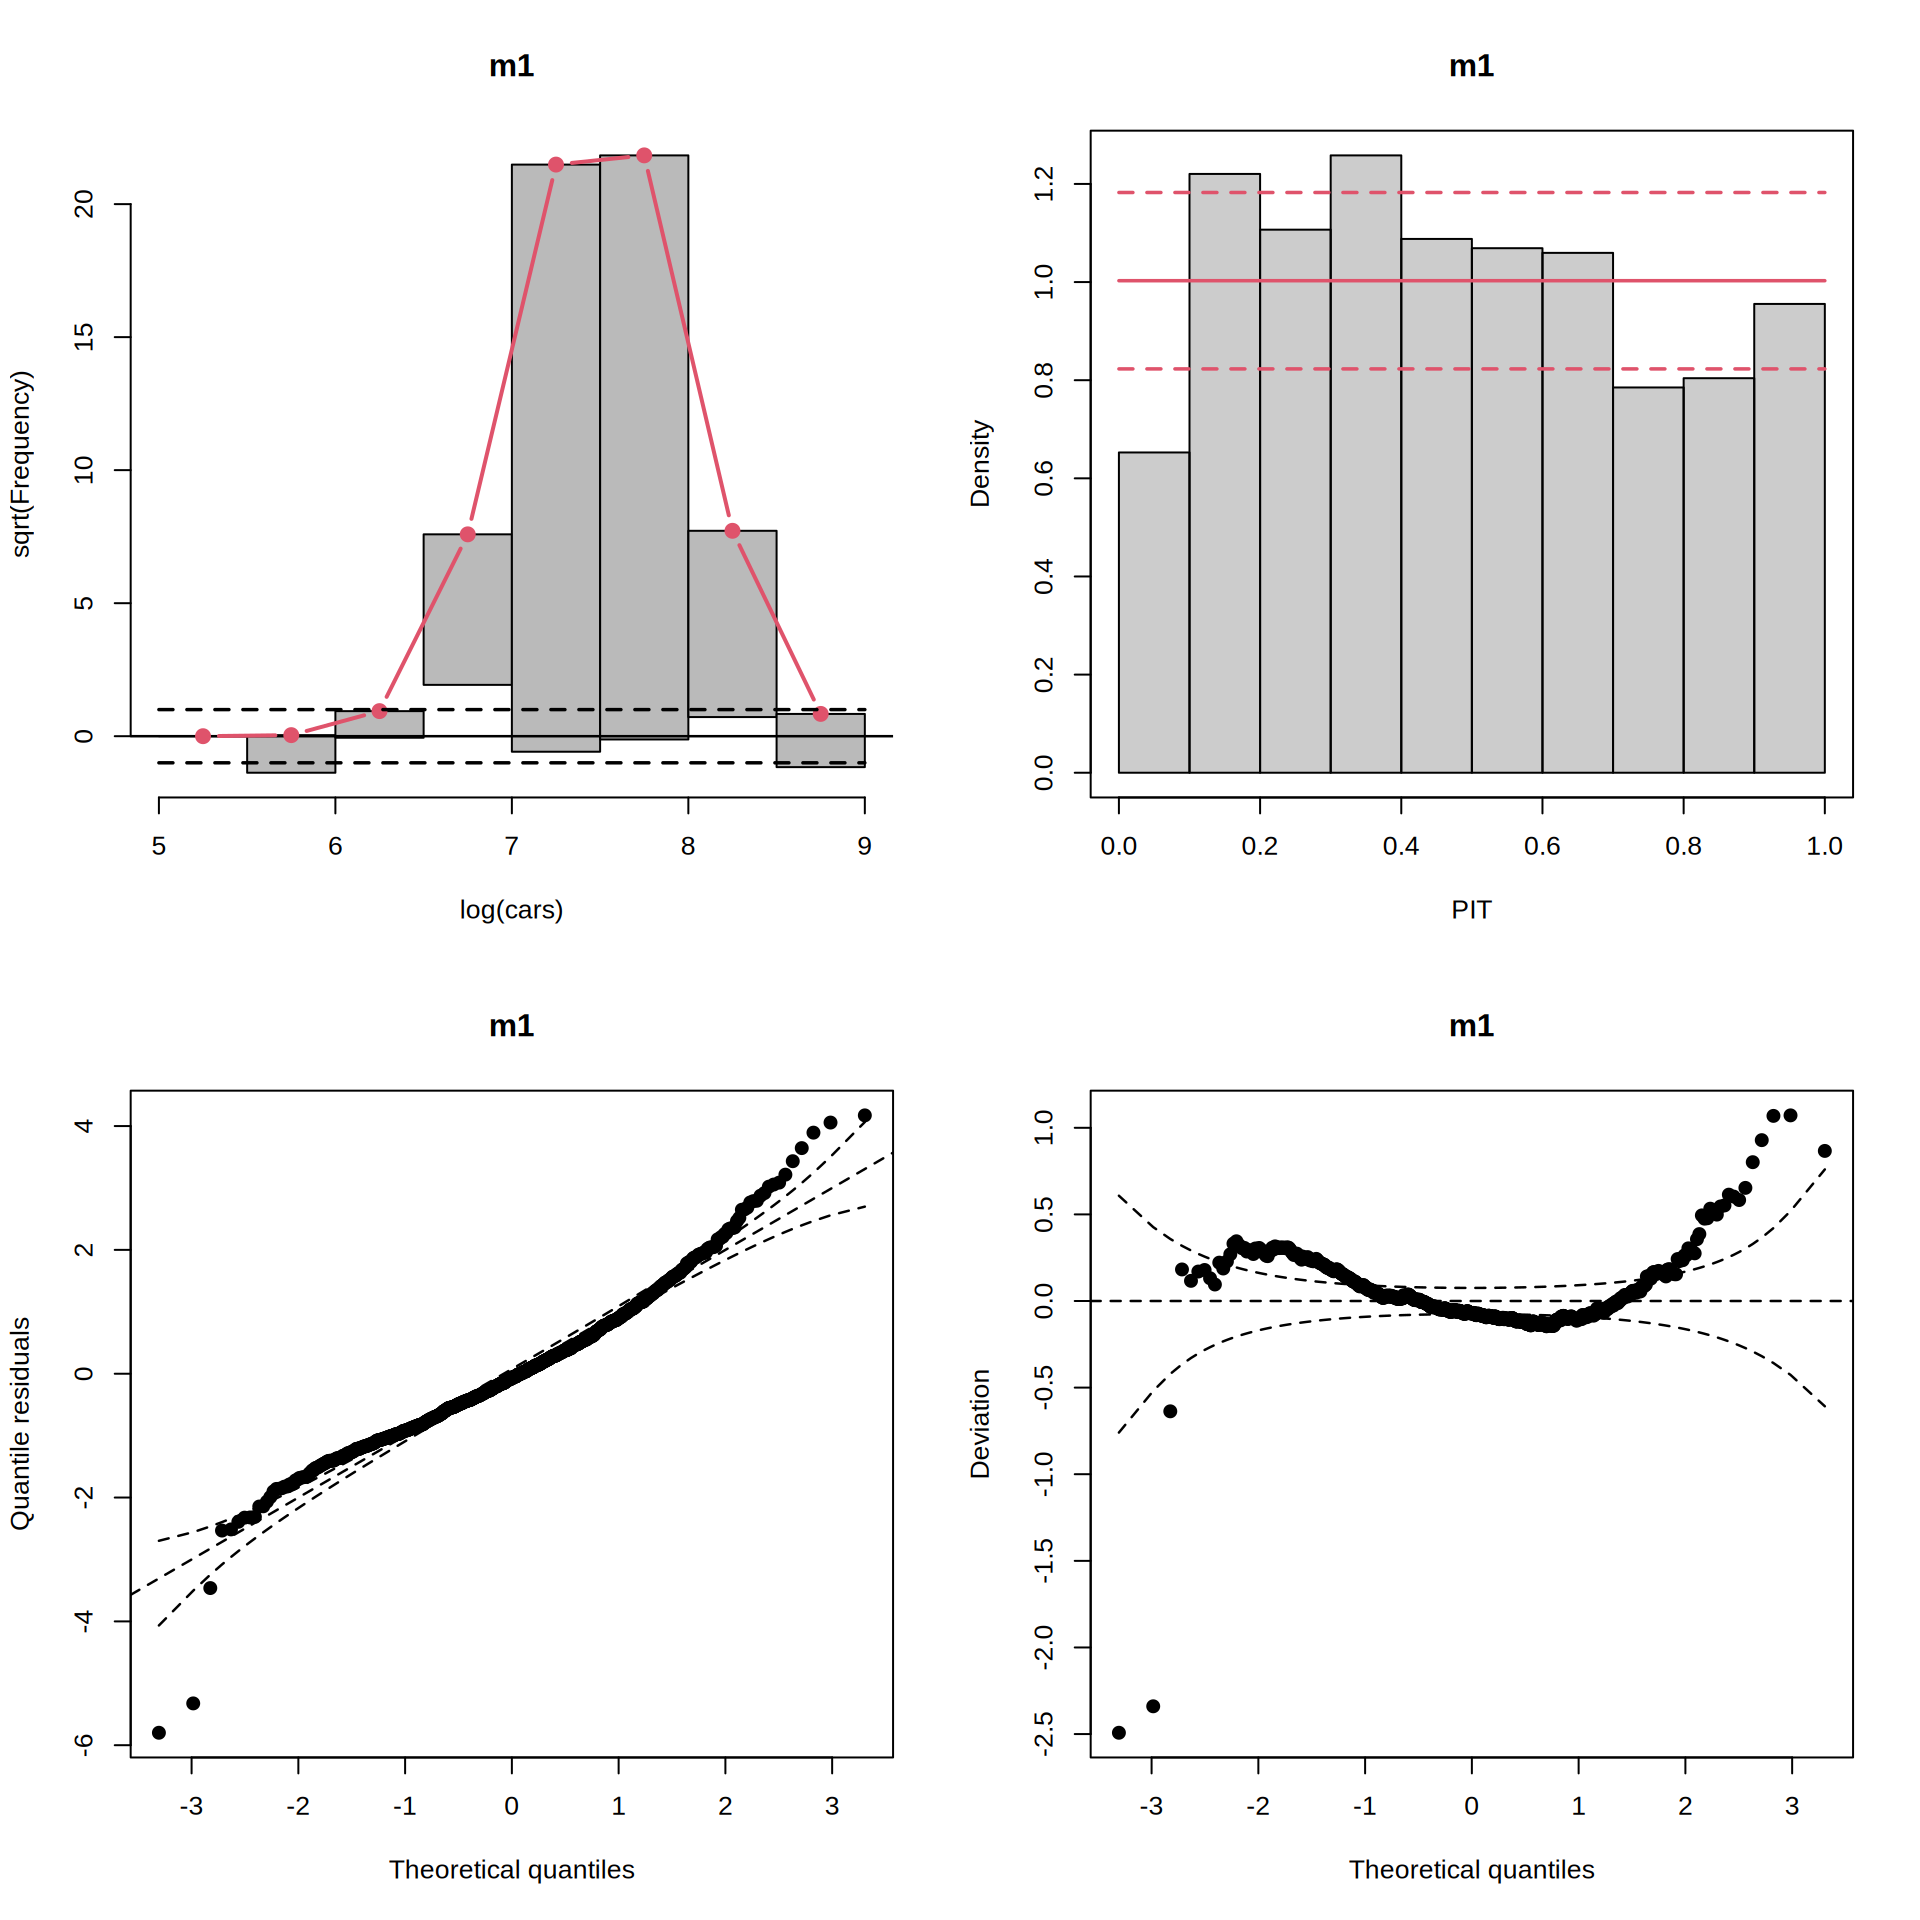 m1
sqrt(Frequency)
20
15
10
5
0
5 6 7 8 9
log(cars)
m1
Density
1.2
1.0
0.8
0.6
0.4
0.2
0.0
0.0 0.2 0.4 0.6 0.8 1.0
PIT
m1
Quantile residuals
4
2
0
-2
-4
-6
-3 -2 -1 0 1 2 3
Theoretical quantiles
m1
Deviation
1.0
0.5
0.0
-0.5
-1.0
-1.5
-2.0
-2.5
-3 -2 -1 0 1 2 3
Theoretical quantiles